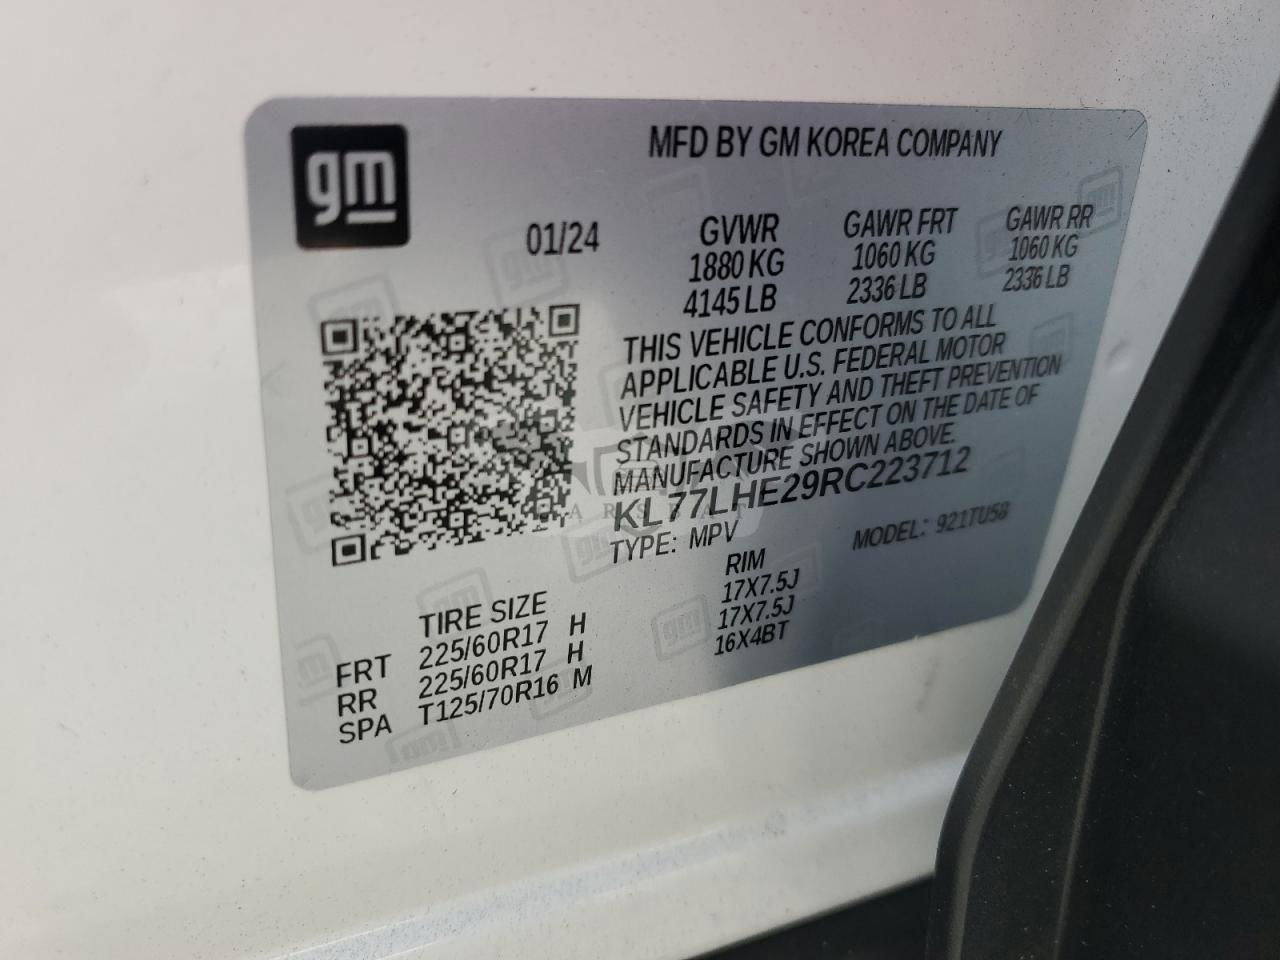 gm
MFD BY GM KOREA COMPANY
01/24
GVWR
1880 KG
4145 LB
GAWR FRT
1060 KG
2336 LB
GAWR RR
1060 KG
2336 LB
THIS VEHICLE CONFORMS TO ALL
APPLICABLE U.S. FEDERAL MOTOR
VEHICLE SAFETY AND THEFT PREVENTION
STANDARDS IN EFFECT ON THE DATE OF
MANUFACTURE SHOWN ABOVE.
KL77LHE29RC223712
TYPE: MPV
MODEL: 921TU58
TIRE SIZE
RIM
FRT 225/60R17 H 17X7.5J
RR 225/60R17 H 17X7.5J
SPA T125/70R16 M 16X4BT